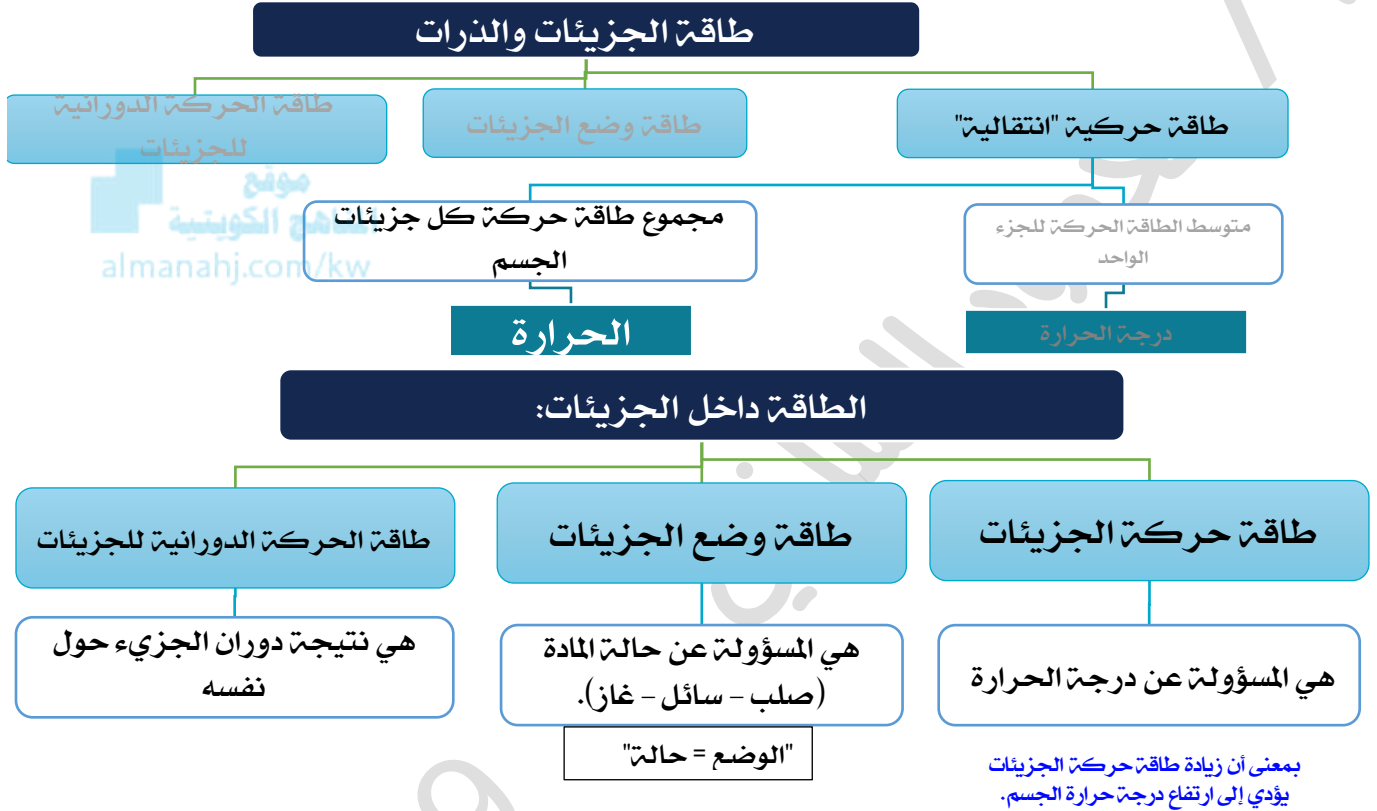 طاقة الجزيئات والذرات
طاقة حركية "انتقالية"
طاقة وضع الجزيئات
طاقة الحركة الدورانية
للجزيئات
متوسط الطاقة الحركة للجزء
الواحد
مجموع طاقة حركة كل جزيئات
الجسم
درجة الحرارة
الحرارة
موقع
المناهج الكويتية
almanahj.com/kw
الطاقة داخل الجزيئات:
طاقة حركة الجزيئات
طاقة وضع الجزيئات
طاقة الحركة الدورانية للجزيئات
هي المسؤولة عن درجة الحرارة
هي المسؤولة عن حالة المادة
(صلب – سائل – غاز).
هي نتيجة دوران الجزيء حول
نفسه
"الوضع = حالة"
بمعنى أن زيادة طاقة حركة الجزيئات
يؤدي إلى ارتفاع درجة حرارة الجسم.